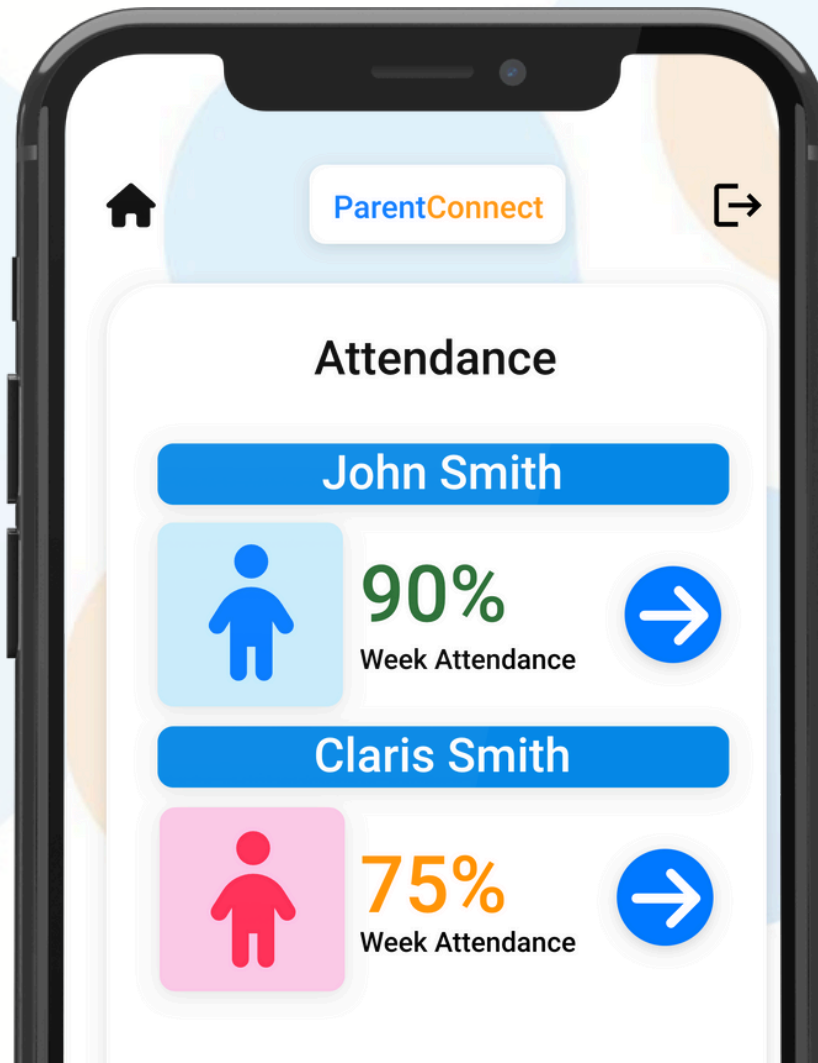 ParentConnect
Attendance
John Smith
90%
Week Attendance
Claris Smith
75%
Week Attendance